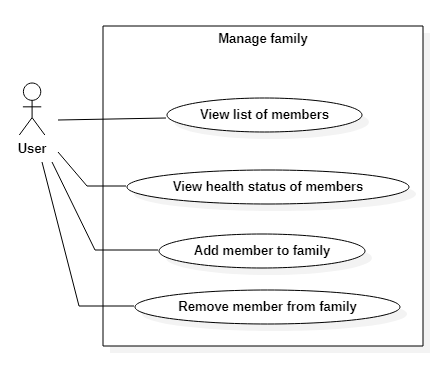 Manage family
View list of members
User
View health status of members
Add member to family
Remove member from family